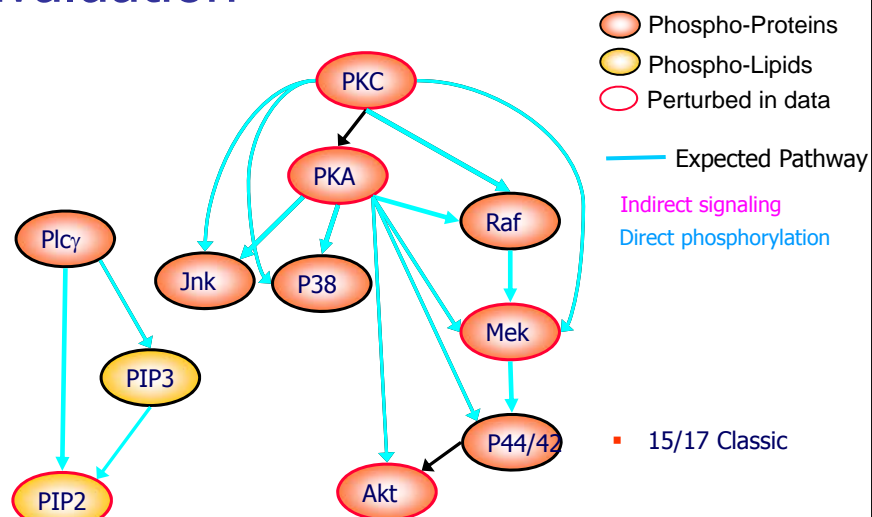 Phospho-Proteins
Phospho-Lipids
Perturbed in data
Expected Pathway
Indirect signaling
Direct phosphorylation
PKC
PKA
Raf
Plcγ
Jnk
P38
Mek
PIP3
P44/42
Akt
PIP2
▪ 15/17 Classic